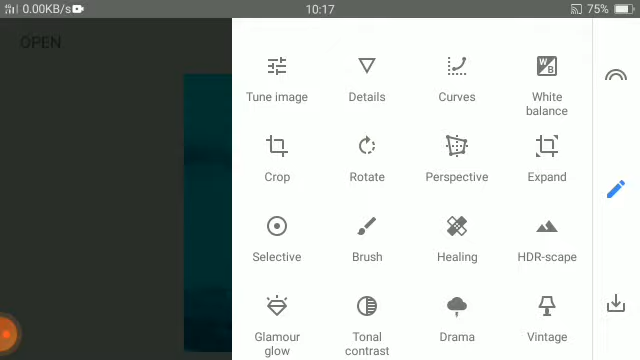 0.00KB/s
10:17
75%
OPEN
Tune image
Details
Curves
White
balance
Crop
Rotate
Perspective
Expand
Selective
Brush
Healing
HDR-scape
Glamour
glow
Tonal
contrast
Drama
Vintage